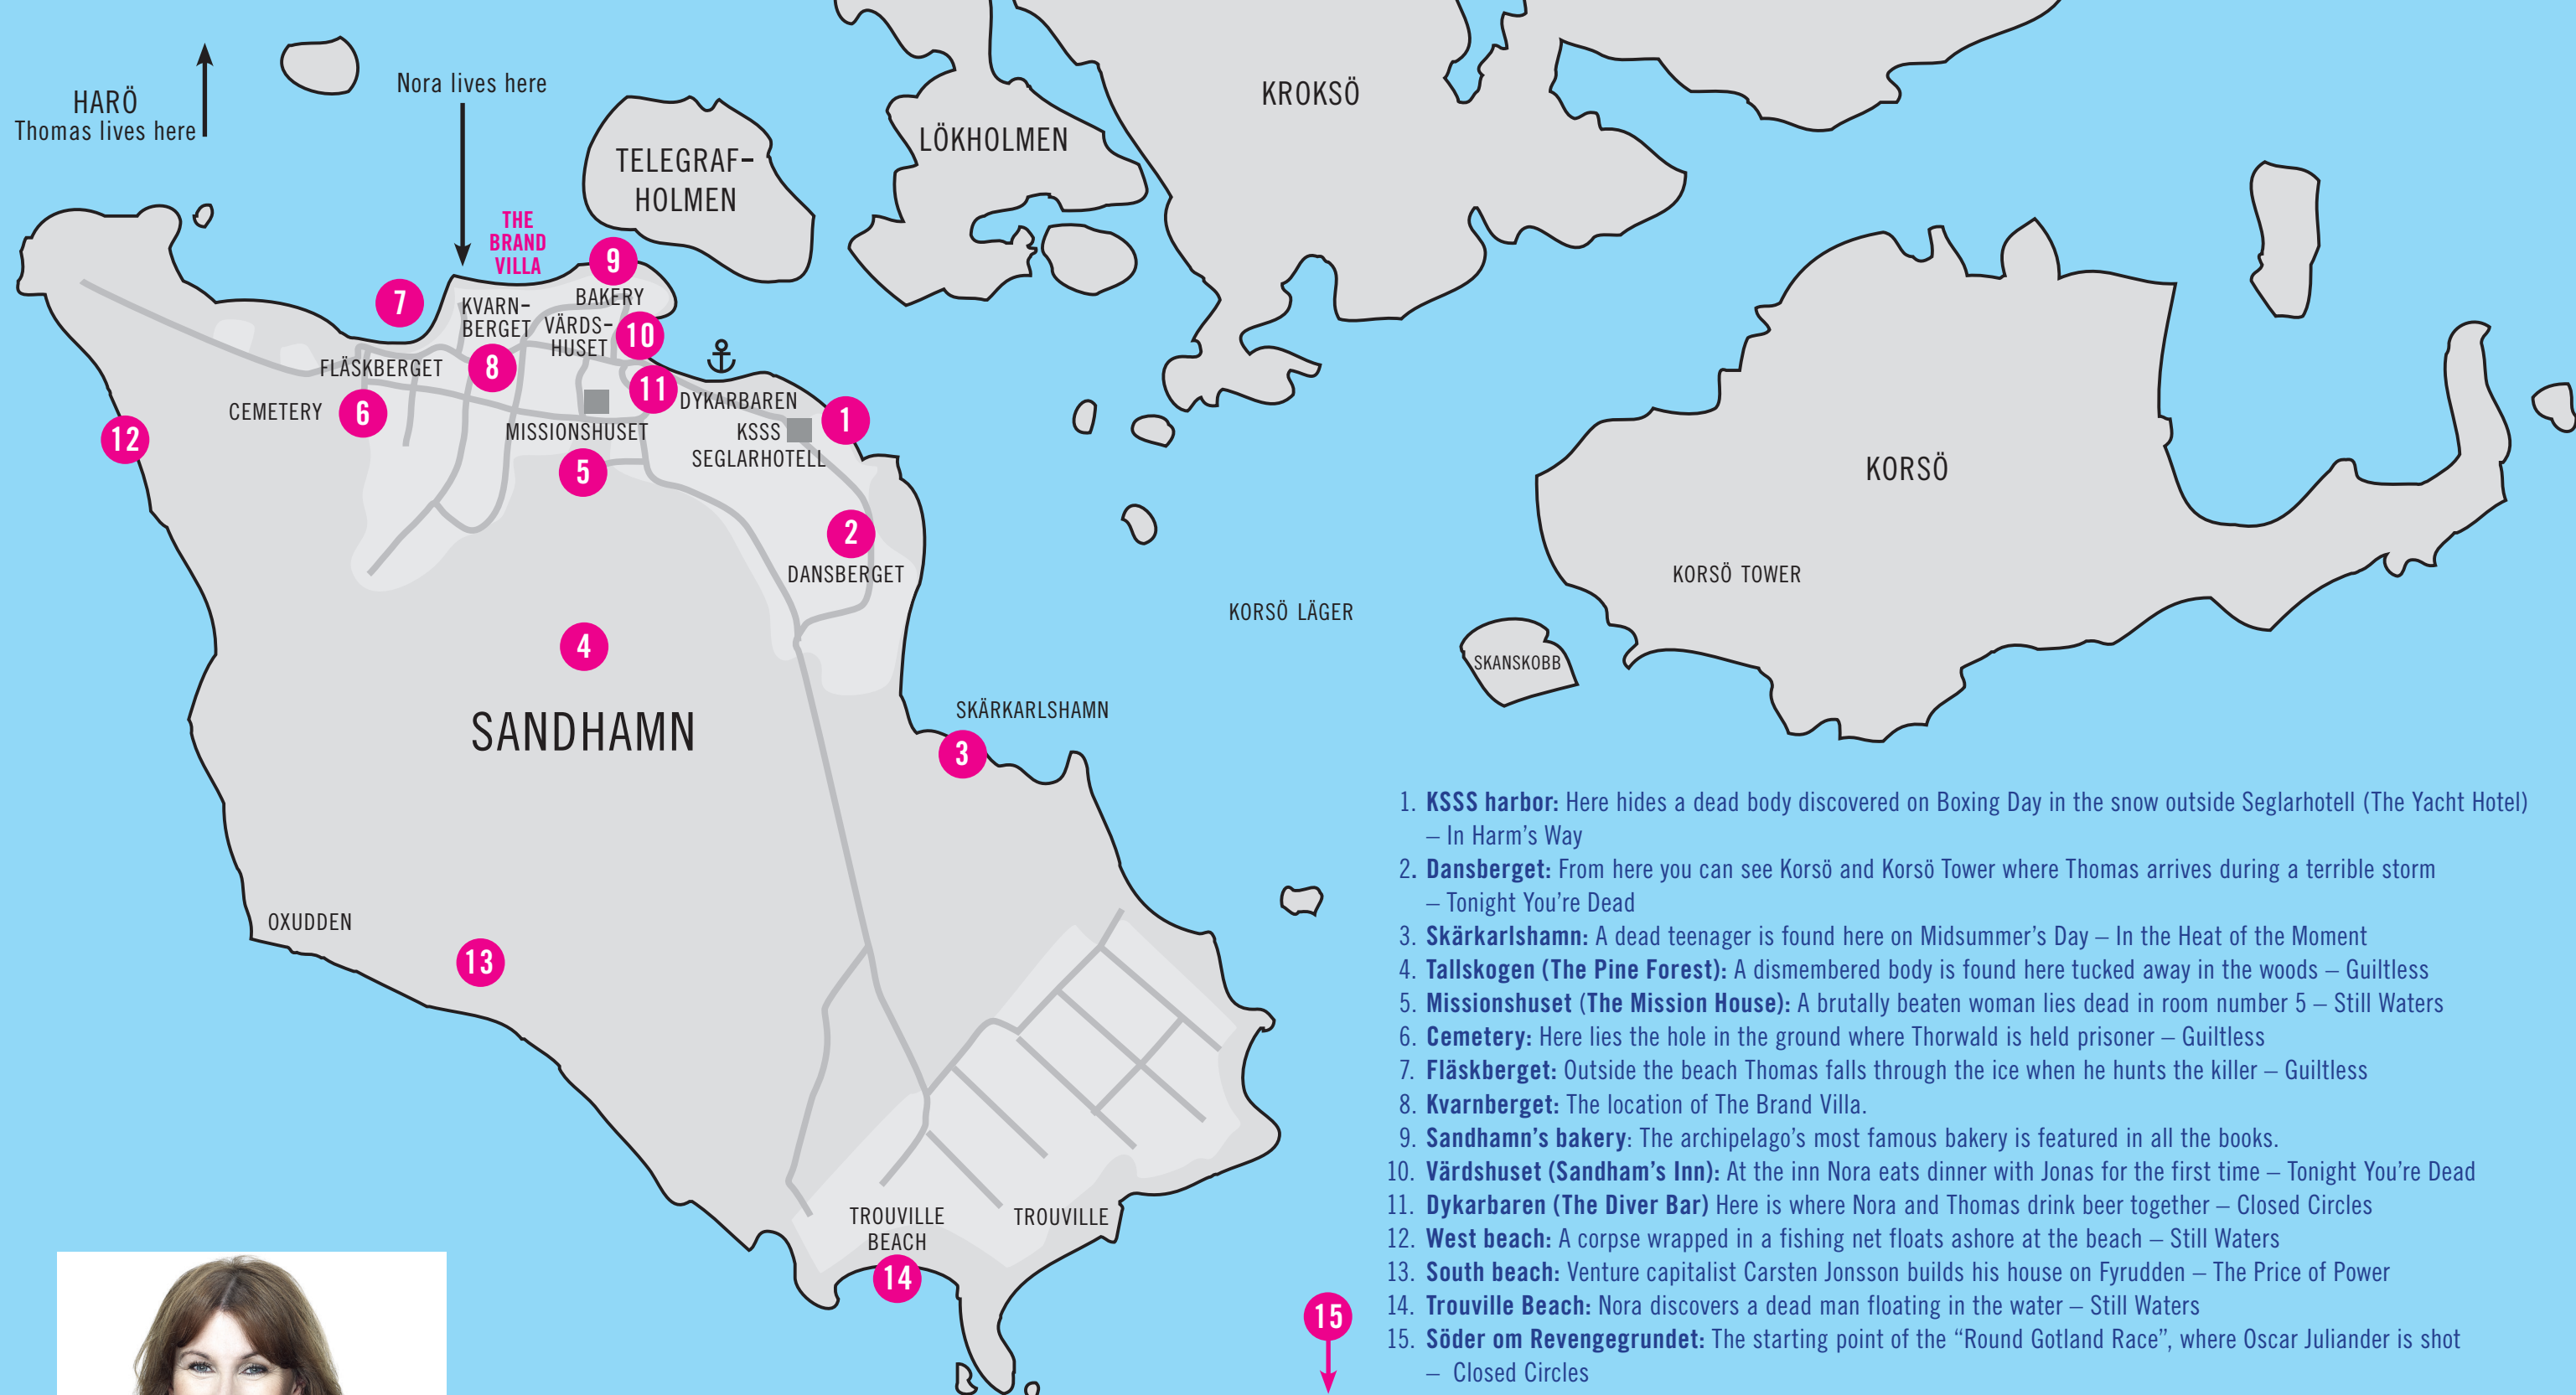 HARÖ
Thomas lives here
Nora lives here
THE
BRAND
VILLA
TELEGRAF-
HOLMEN
LÖKHOLMEN
KROKSÖ
9
BAKERY
7
KVARN-
BERGET
VÄRDS-
HUSET
10
FLÄSKBERGET
8
11
DYKARBAREN
1
CEMETERY
6
12
MISSIONSHUSET
KSSS
SEGLARHOTELL
5
2
DANSBERGET
KORSÖ
KORSÖ TOWER
KORSÖ LÄGER
SKANSKOBB
4
SANDHAMN
SKÄRKARLSHAMN
3
OXUDDEN
13
TROUVILLE
BEACH
TROUVILLE
14
15
1. KSSS harbor: Here hides a dead body discovered on Boxing Day in the snow outside Seglarhotell (The Yacht Hotel)
– In Harm's Way
2. Dansberget: From here you can see Korsö and Korsö Tower where Thomas arrives during a terrible storm
– Tonight You're Dead
3. Skärkarlshamn: A dead teenager is found here on Midsummer's Day – In the Heat of the Moment
4. Tallskogen (The Pine Forest): A dismembered body is found here tucked away in the woods – Guiltless
5. Missionshuset (The Mission House): A brutally beaten woman lies dead in room number 5 – Still Waters
6. Cemetery: Here lies the hole in the ground where Thorwald is held prisoner – Guiltless
7. Fläskberget: Outside the beach Thomas falls through the ice when he hunts the killer – Guiltless
8. Kvarnberget: The location of The Brand Villa.
9. Sandhamn's bakery: The archipelago's most famous bakery is featured in all the books.
10. Värdshuset (Sandham's Inn): At the inn Nora eats dinner with Jonas for the first time – Tonight You're Dead
11. Dykarbaren (The Diver Bar) Here is where Nora and Thomas drink beer together – Closed Circles
12. West beach: A corpse wrapped in a fishing net floats ashore at the beach – Still Waters
13. South beach: Venture capitalist Carsten Jonsson builds his house on Fyrudden – The Price of Power
14. Trouville Beach: Nora discovers a dead man floating in the water – Still Waters
15. Söder om Revengegrundet: The starting point of the “Round Gotland Race”, where Oscar Juliander is shot
– Closed Circles